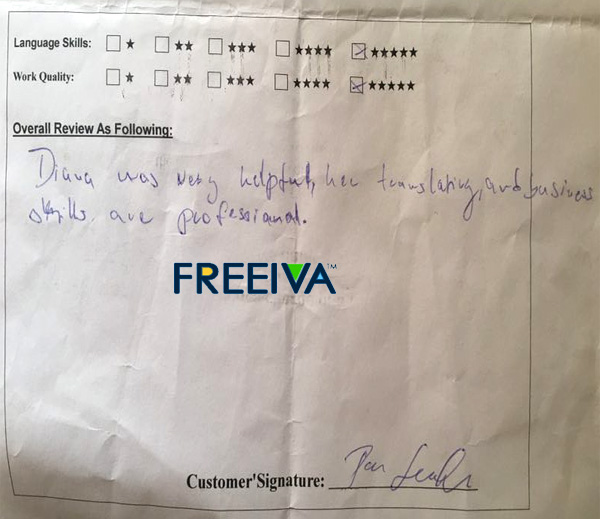 Language Skills: ☐ ★ ☐ ★★ ☐ ★★★ ☐ ★★★★ ☑ ★★★★★
Work Quality: ☐ ★ ☐ ★★ ☐ ★★★ ☐ ★★★★ ☑ ★★★★★
Overall Review As Following:
Diana was very helpful, her translating, and business
skills are professional.
FREEIVA™
Customer'Signature: